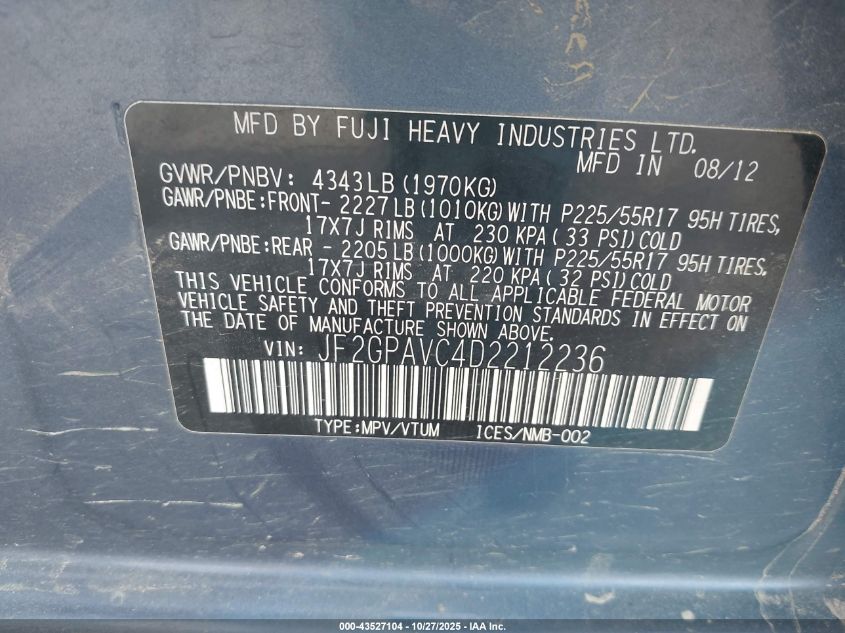 MFD BY FUJI HEAVY INDUSTRIES LTD.
MFD IN 08/12
GVWR/PNBV: 4343LB (1970KG)
GAWR/PNBE:FRONT- 2227LB(1010KG)WITH P225/55R17 95H TIRES,
17X7J RIMS AT 230 KPA( 33 PSI)COLD
GAWR/PNBE:REAR - 2205LB(1000KG)WITH P225/55R17 95H TIRES,
17X7J RIMS AT 220 KPA( 32 PSI)COLD
THIS VEHICLE CONFORMS TO ALL APPLICABLE FEDERAL MOTOR
VEHICLE SAFETY AND THEFT PREVENTION STANDARDS IN EFFECT ON
THE DATE OF MANUFACTURE SHOWN ABOVE.
VIN: JF2GPAVC4D2212236
TYPE:MPV/VTUM ICES/NMB-002
000-43527104 - 10/27/2025 - IAA Inc.